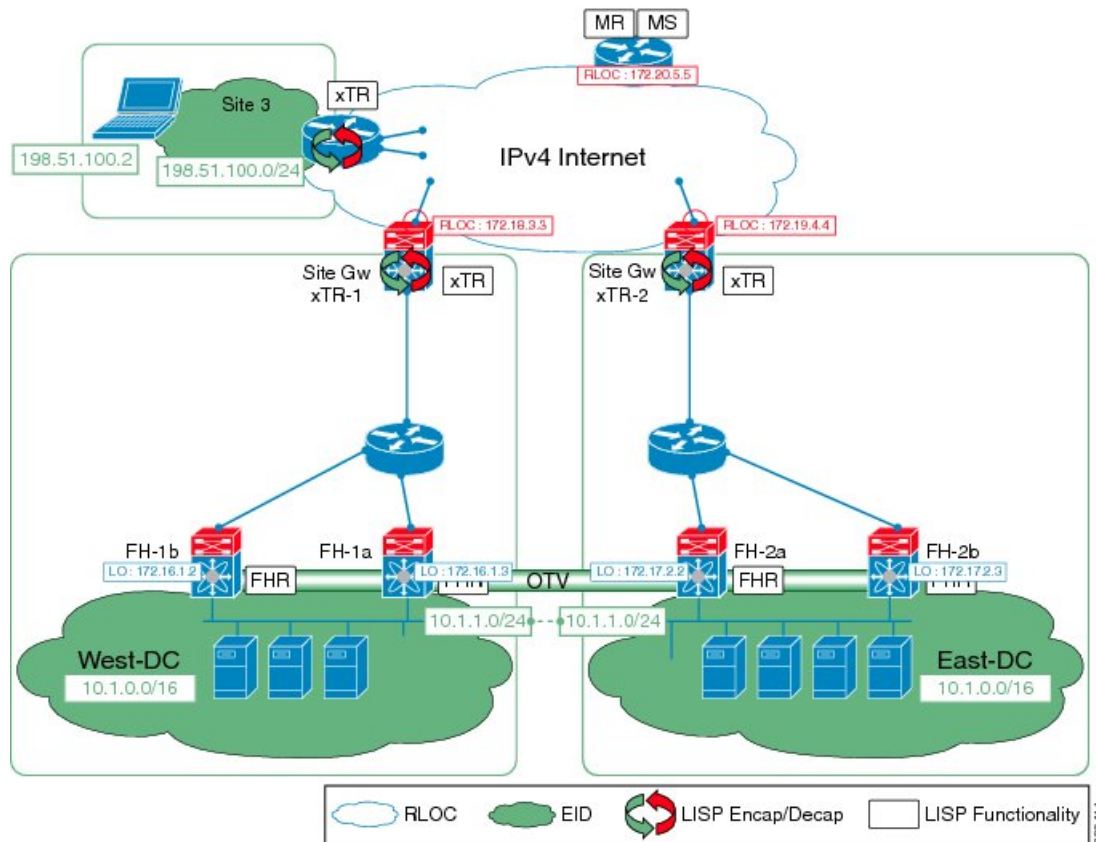 MR MS
RLOC : 172.20.5.5
xTR
Site 3
198.51.100.2
198.51.100.0/24
IPv4 Internet
RLOC : 172.18.3.3
RLOC : 172.19.4.4
Site Gw
xTR-1
xTR
Site Gw
xTR-2
xTR
FH-1b
FH-1a
FH-2a
FH-2b
LO : 172.16.1.2
FHR
LO : 172.16.1.3
OTV
LO : 172.17.2.2
FHR
LO : 172.17.2.3
10.1.1.0/24
10.1.1.0/24
West-DC
10.1.0.0/16
East-DC
10.1.0.0/16
RLOC
EID
LISP Encap/Decap
LISP Functionality